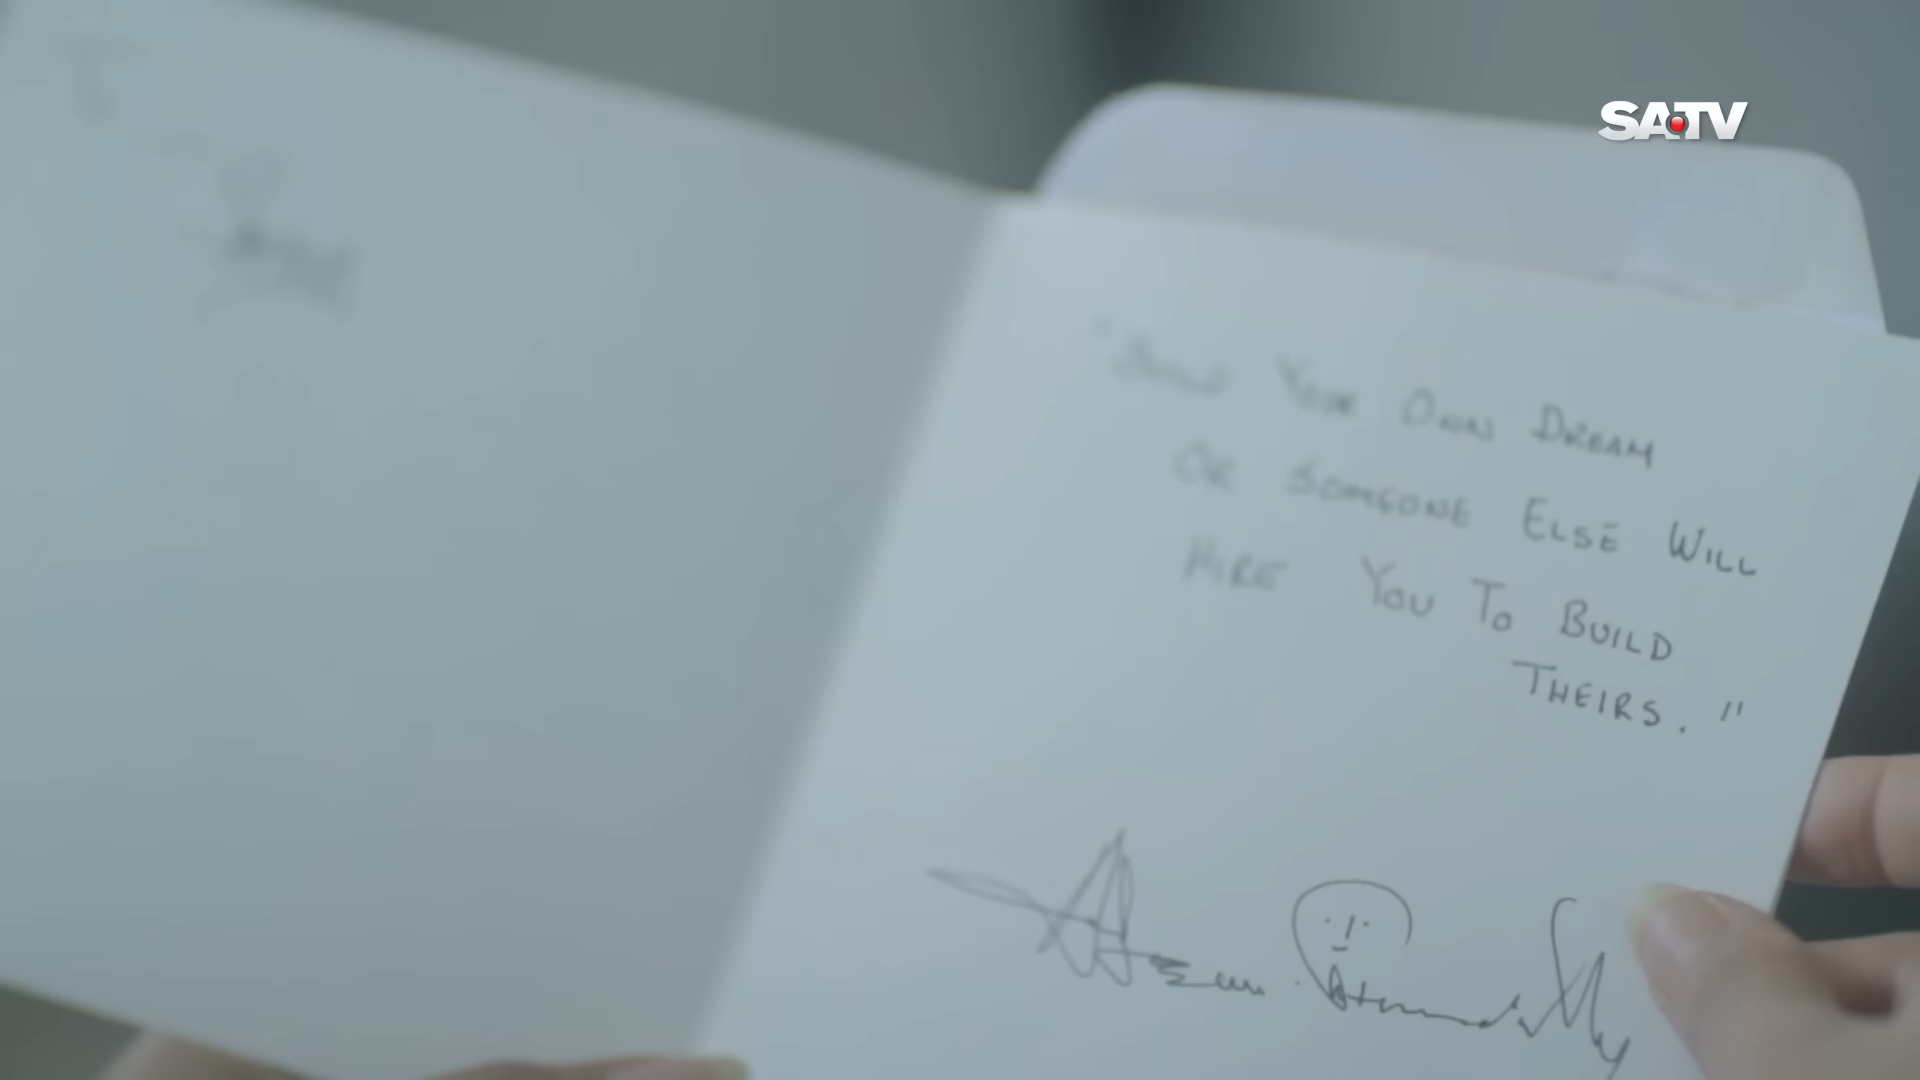 SATV
"BUILD YOUR OWN DREAM
OR SOMEONE ELSE WILL
HIRE YOU TO BUILD
THEIRS."